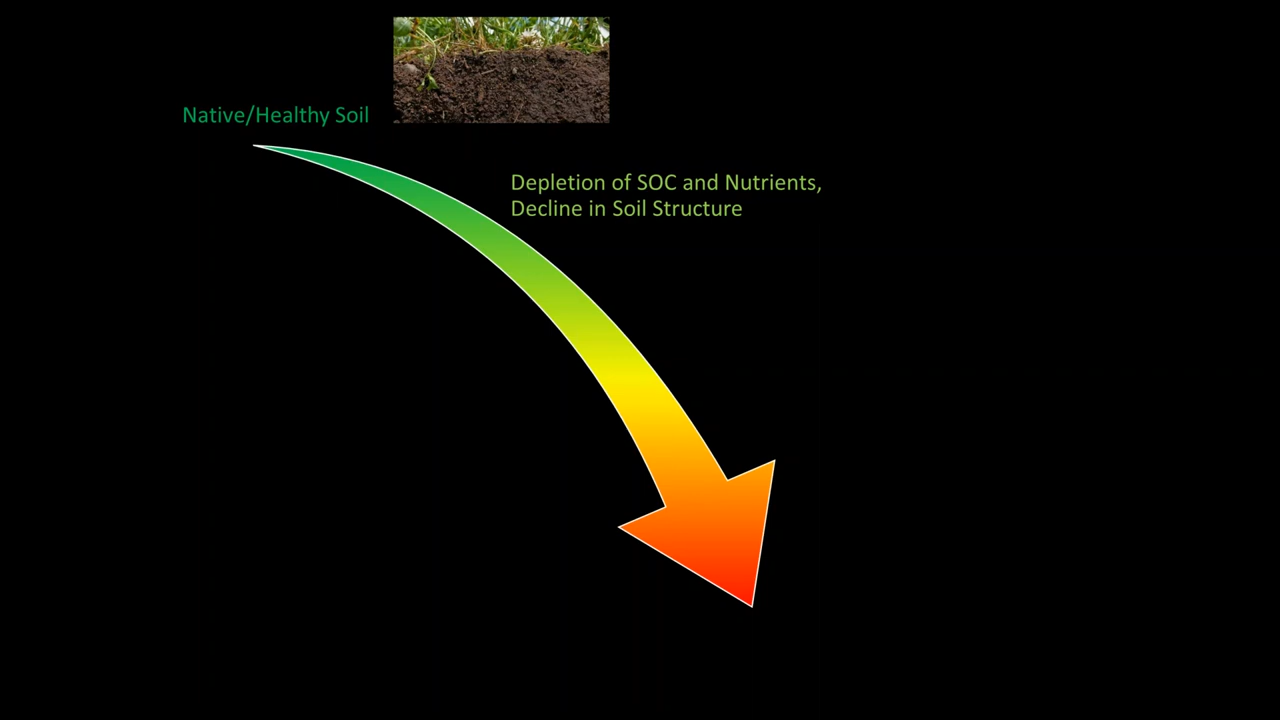 Native/Healthy Soil
Depletion of SOC and Nutrients,
Decline in Soil Structure